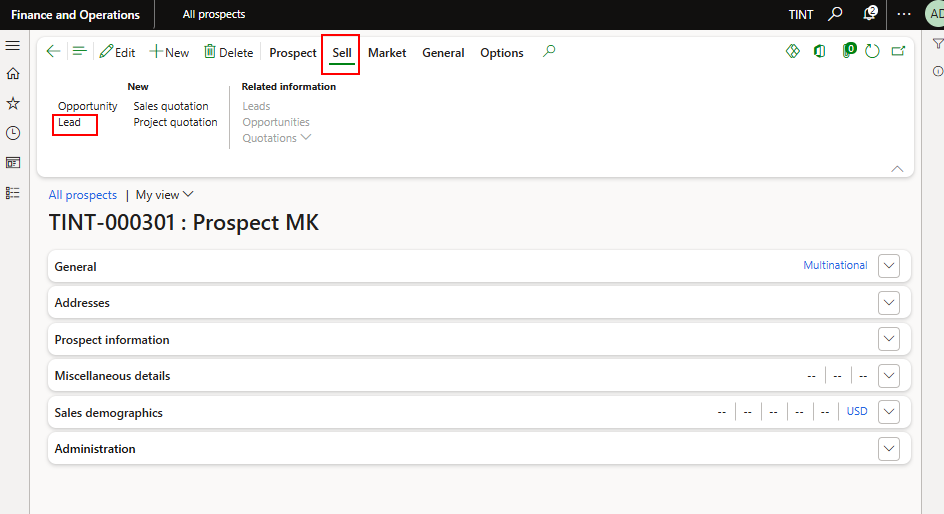 Finance and Operations All prospects TINT 2 ... AD
Edit New Delete Prospect Sell Market General Options 0
New
Opportunity Sales quotation
Lead Project quotation
Related information
Leads
Opportunities
Quotations
All prospects | My view
TINT-000301 : Prospect MK
General Multinational
Addresses
Prospect information
Miscellaneous details -- -- --
Sales demographics -- -- -- -- -- USD
Administration